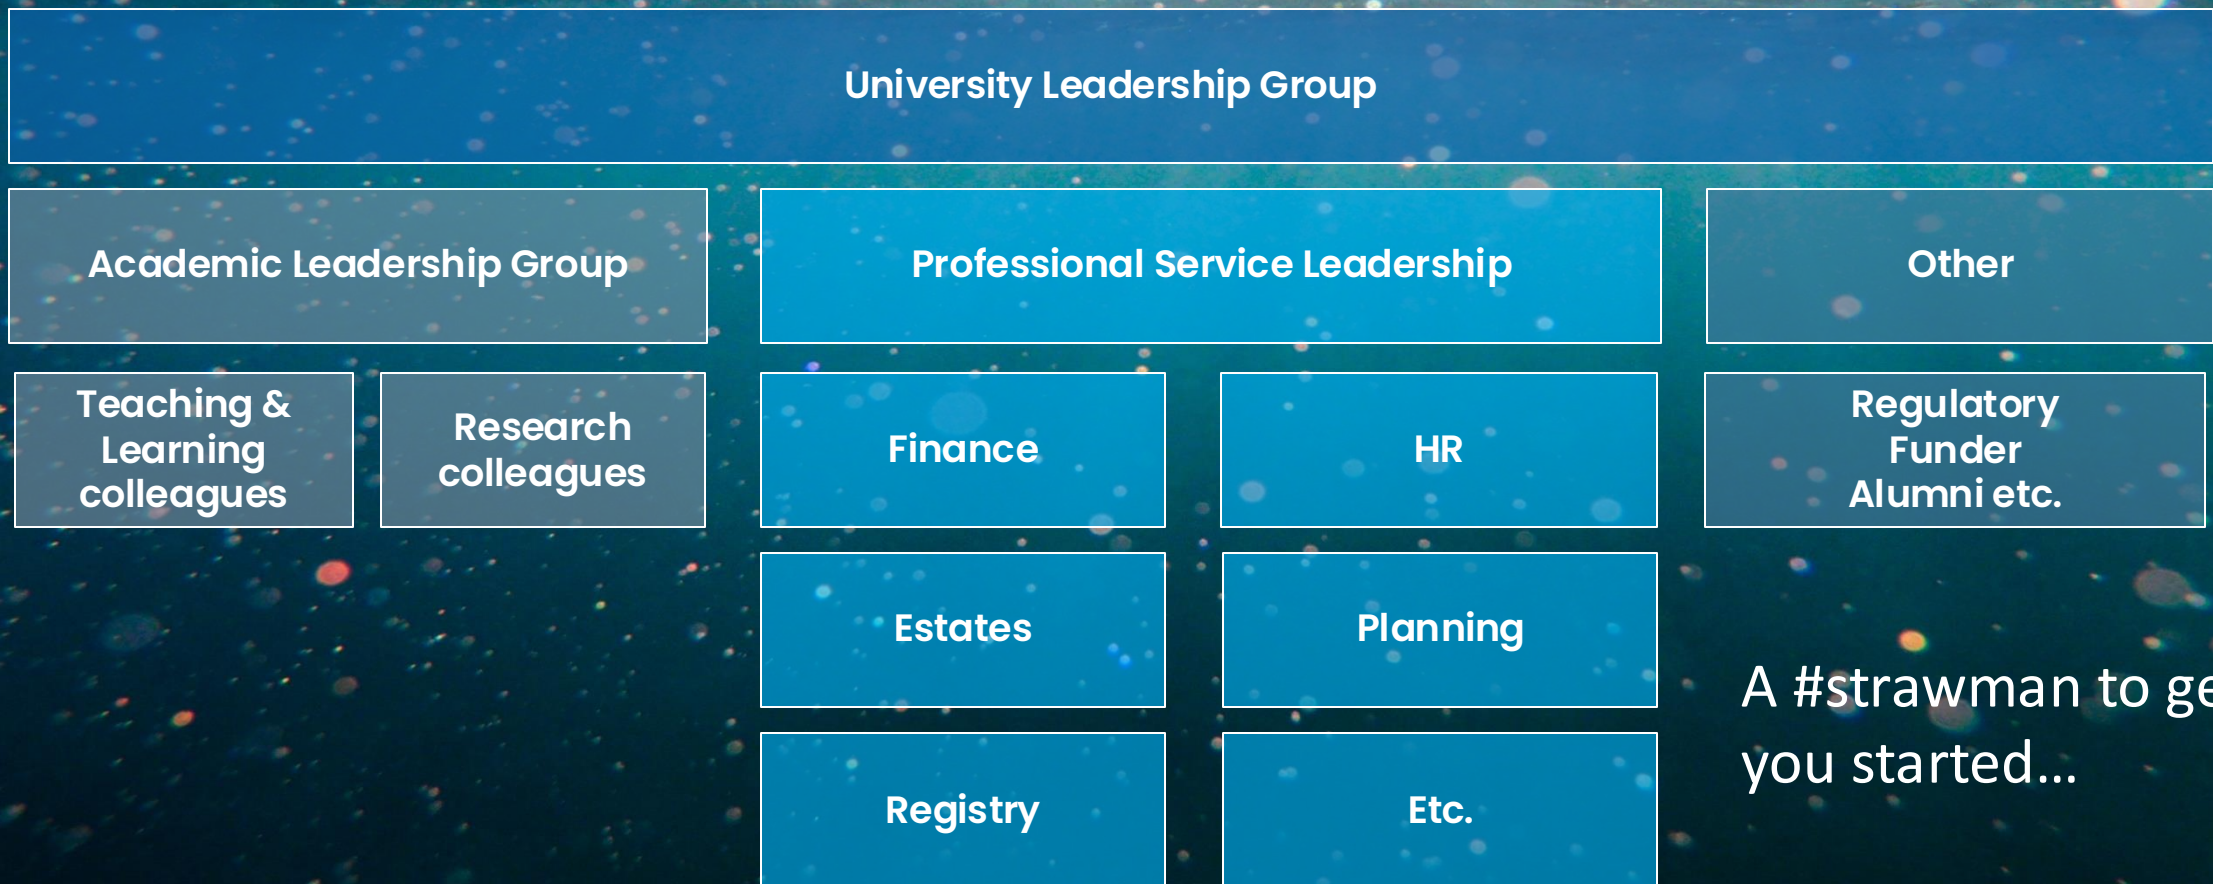 University Leadership Group
Academic Leadership Group
Professional Service Leadership
Other
Teaching &
Learning
colleagues
Research
colleagues
Finance
HR
Regulatory
Funder
Alumni etc.
Estates
Planning
Registry
Etc.
A #strawman to ge
you started...